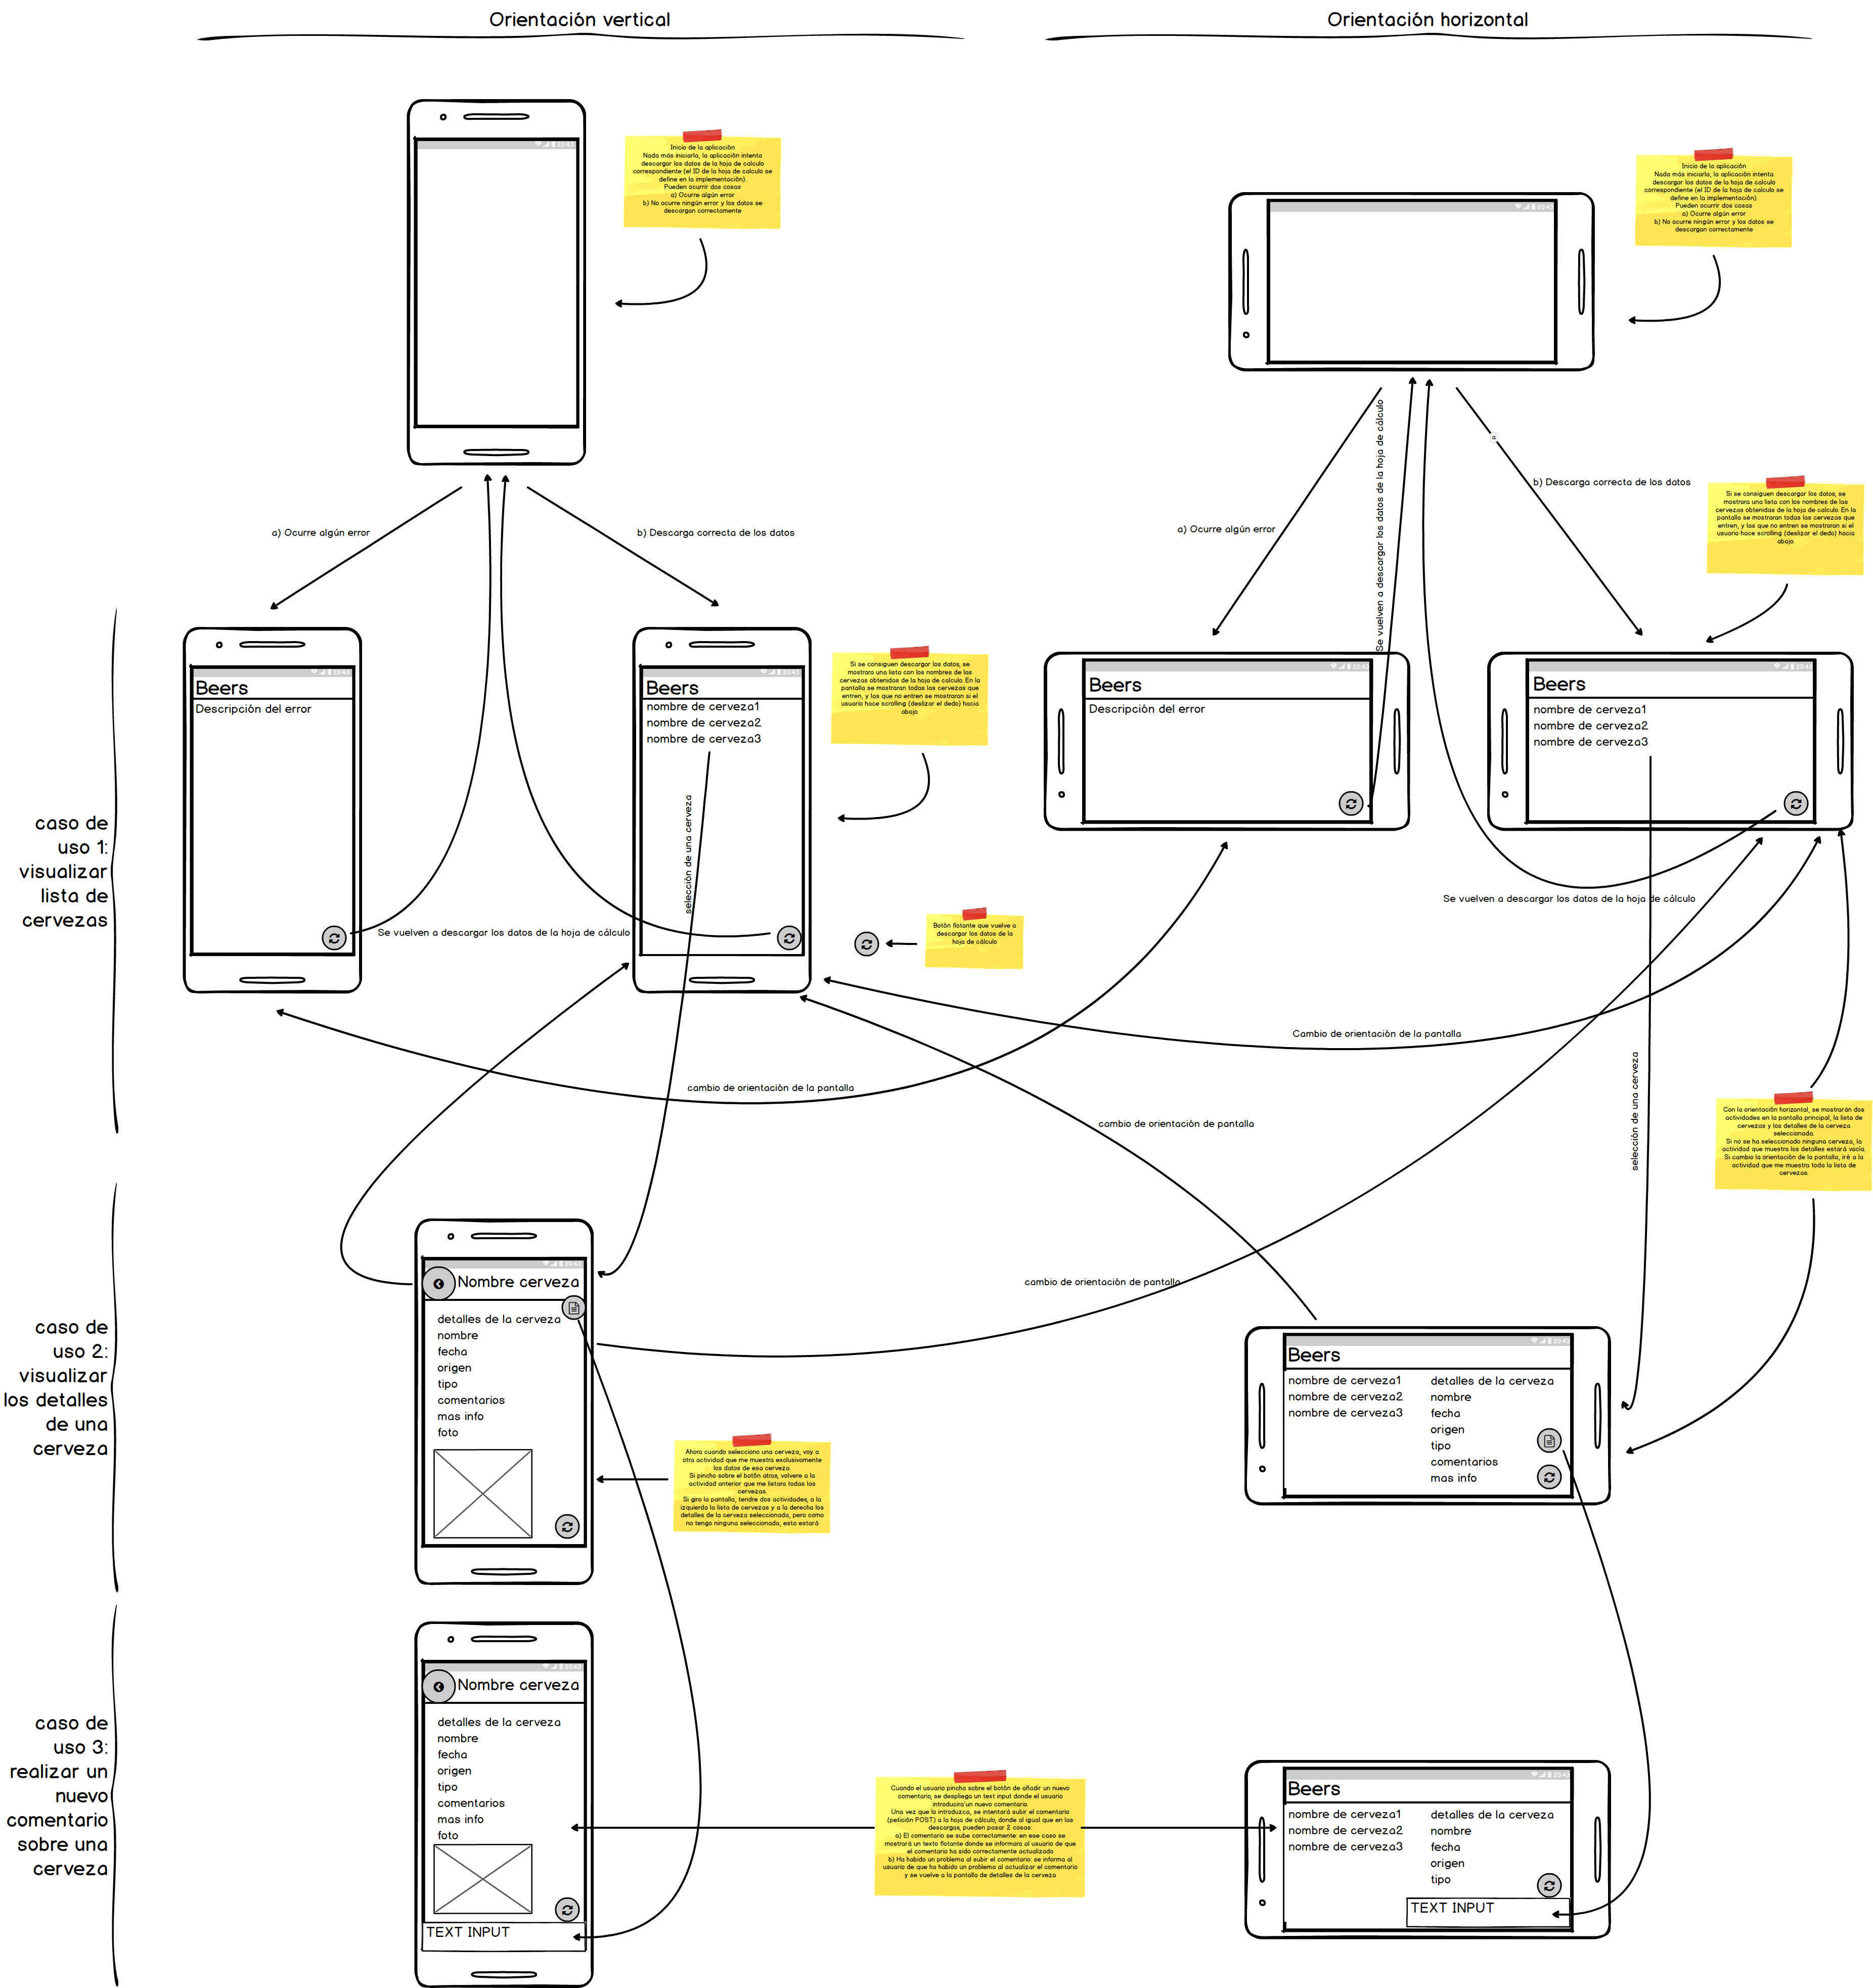 Orientación vertical
Orientación horizontal
20:43
Inicio de la aplicación
Nada más iniciarla, la aplicación intenta
descargar los datos de la hoja de calculo
correspondiente (el ID de la hoja de calculo se
define en la implementación).
Pueden ocurrir dos cosas
a) Ocurre algún error
b) No ocurre ningún error y los datos se
descargan correctamente
20:43
Inicio de la aplicación
Nada más iniciarla, la aplicación intenta
descargar los datos de la hoja de calculo
correspondiente (el ID de la hoja de calculo se
define en la implementación).
Pueden ocurrir dos cosas
a) Ocurre algún error
b) No ocurre ningún error y los datos se
descargan correctamente
a) Ocurre algún error
b) Descarga correcta de los datos
a) Ocurre algún error
Se vuelven a descargar los datos de la hoja de cálculo
b) Descarga correcta de los datos
Si se consiguen descargar los datos, se
mostrara una lista con los nombres de las
cervezas obtenidas de la hoja de calculo. En la
pantalla se mostraran todas las cervezas que
entren, y las que no entren se mostraran si el
usuario hace scrolling (deslizar el dedo) hacia
abajo.
caso de
uso 1:
visualizar
lista de
cervezas
20:43
Beers
Descripción del error
Se vuelven a descargar los datos de la hoja de cálculo
20:43
Beers
nombre de cerveza1
nombre de cerveza2
nombre de cerveza3
selección de una cerveza
Si se consiguen descargar los datos, se
mostrara una lista con los nombres de las
cervezas obtenidas de la hoja de calculo. En la
pantalla se mostraran todas las cervezas que
entren, y las que no entren se mostraran si el
usuario hace scrolling (deslizar el dedo) hacia
abajo.
Botón flotante que vuelve a
descargar los datos de la
hoja de cálculo
20:43
Beers
Descripción del error
20:43
Beers
nombre de cerveza1
nombre de cerveza2
nombre de cerveza3
Se vuelven a descargar los datos de la hoja de cálculo
Cambio de orientación de la pantalla
cambio de orientación de la pantalla
cambio de orientación de pantalla
selección de una cerveza
Con la orientación horizontal, se mostrarán dos
actividades en la pantalla principal, la lista de
cervezas y los detalles de la cerveza
seleccionada.
Si no se ha seleccionado ninguna cerveza, la
actividad que muestra los detalles estará vacía.
Si cambio la orientación de la pantalla, iré a la
actividad que me muestra toda la lista de
cervezas.
cambio de orientación de pantalla
caso de
uso 2:
visualizar
los detalles
de una
cerveza
20:43
Nombre cerveza
detalles de la cerveza
nombre
fecha
origen
tipo
comentarios
mas info
foto
Ahora cuando selecciono una cerveza, voy a
otra actividad que me muestra exclusivamente
los datos de esa cerveza.
Si pincho sobre el botón atras, volvere a la
actividad anterior que me listara todas las
cervezas.
Si giro la pantalla, tendre dos actividades, a la
izquierda la lista de cervezas y a la derecha los
detalles de la cerveza seleccionada, pero como
no tengo ninguna seleccionada, esta estará
20:43
Beers
nombre de cerveza1
nombre de cerveza2
nombre de cerveza3
detalles de la cerveza
nombre
fecha
origen
tipo
comentarios
mas info
caso de
uso 3:
realizar un
nuevo
comentario
sobre una
cerveza
20:43
Nombre cerveza
detalles de la cerveza
nombre
fecha
origen
tipo
comentarios
mas info
foto
TEXT INPUT
Cuando el usuario pincha sobre el botón de añadir un nuevo
comentario, se despliega un text input donde el usuario
introducira un nuevo comentario.
Una vez que lo introduzca, se intentará subir el comentario
(petición POST) a la hoja de cálculo, donde al igual que en las
descargas, pueden pasar 2 cosas:
a) El comentario se sube correctamente: en ese caso se
mostrará un texto flotante donde se informara al usuario de que
el comentario ha sido correctamente actualizado
b) Ha habido un problema al subir el comentario: se informa al
usuario de que ha habido un problema al actualizar el comentario
y se vuelve a la pantalla de detalles de la cerveza
20:43
Beers
nombre de cerveza1
nombre de cerveza2
nombre de cerveza3
detalles de la cerveza
nombre
fecha
origen
tipo
TEXT INPUT